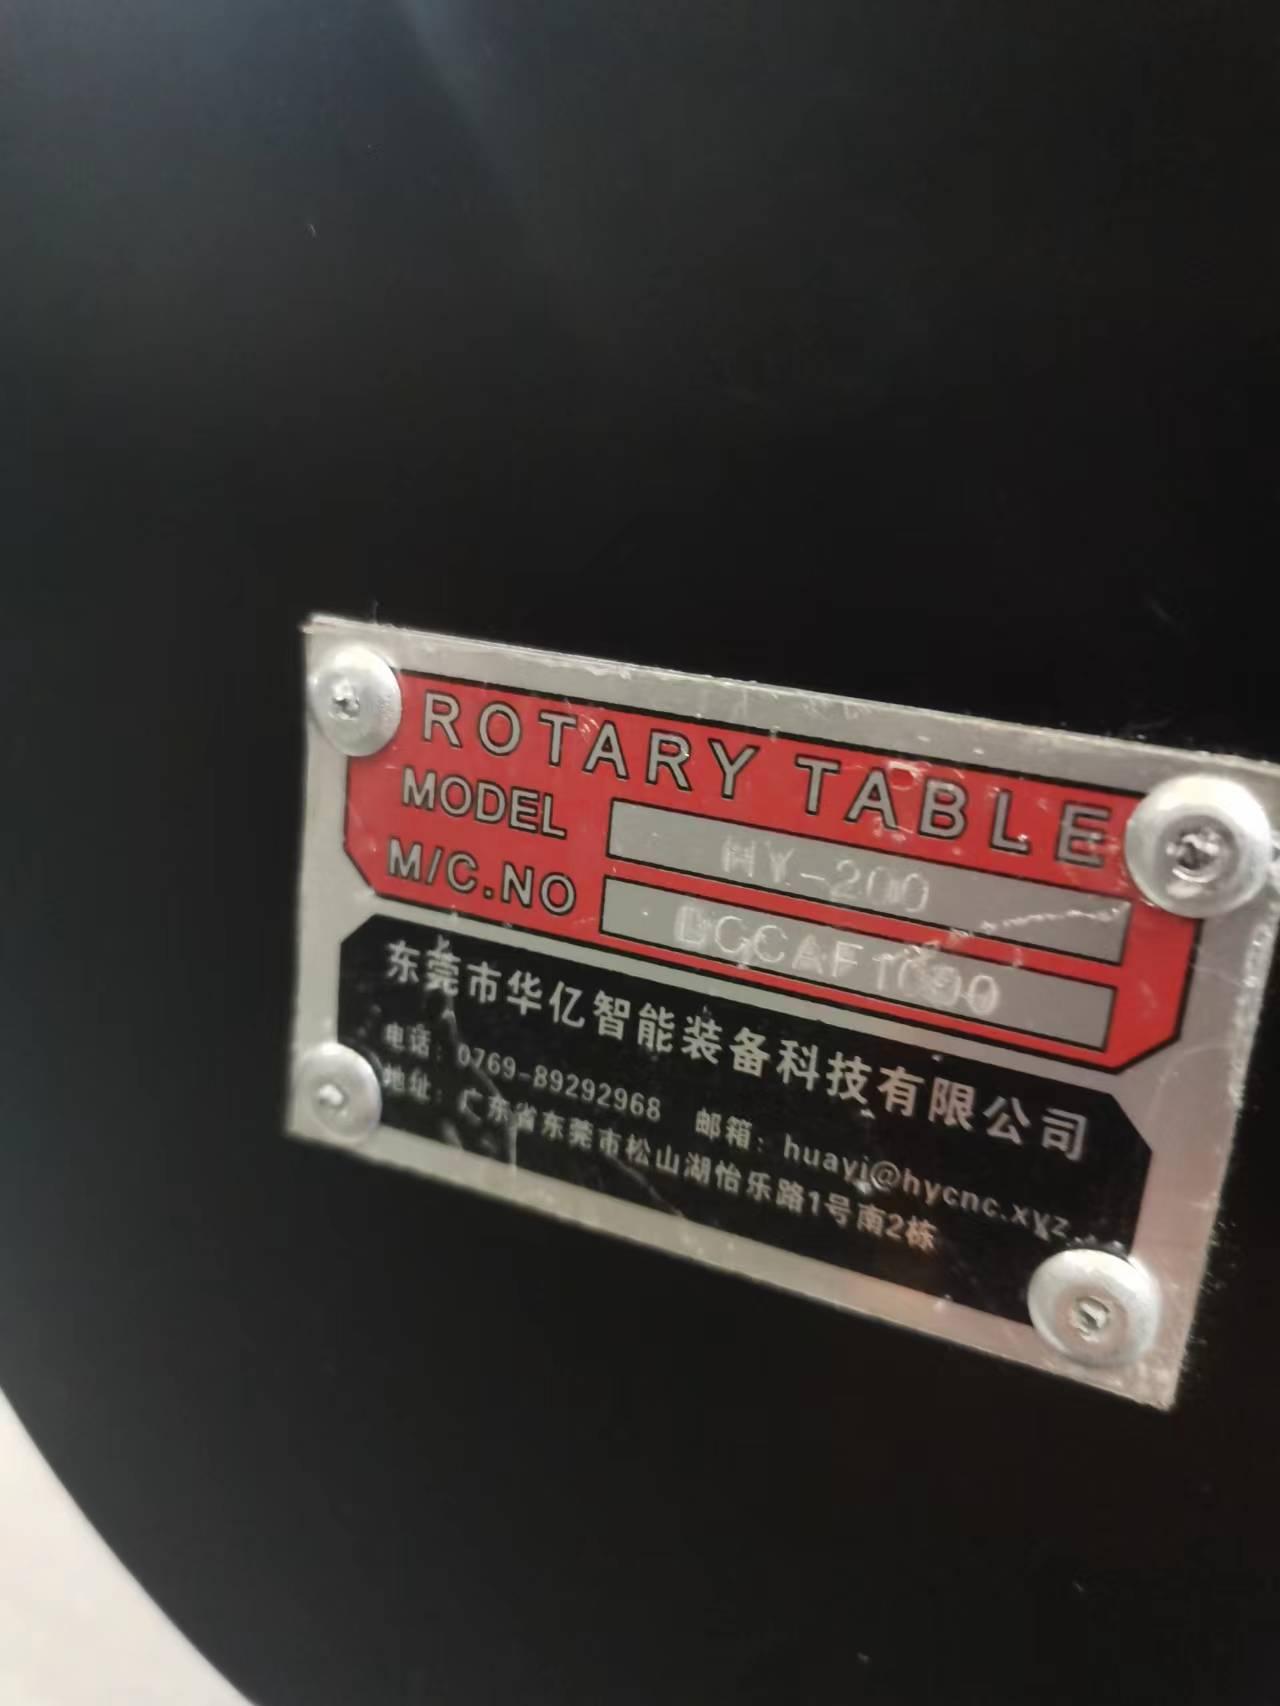 ROTARY TABLE
MODEL HY-200
M/C.NO
东莞市华亿智能装备科技有限公司
电话: 0769-89292968 邮箱: huayi@hycnc.xyz
地址: 广东省东莞市松山湖怡乐路1号南2栋